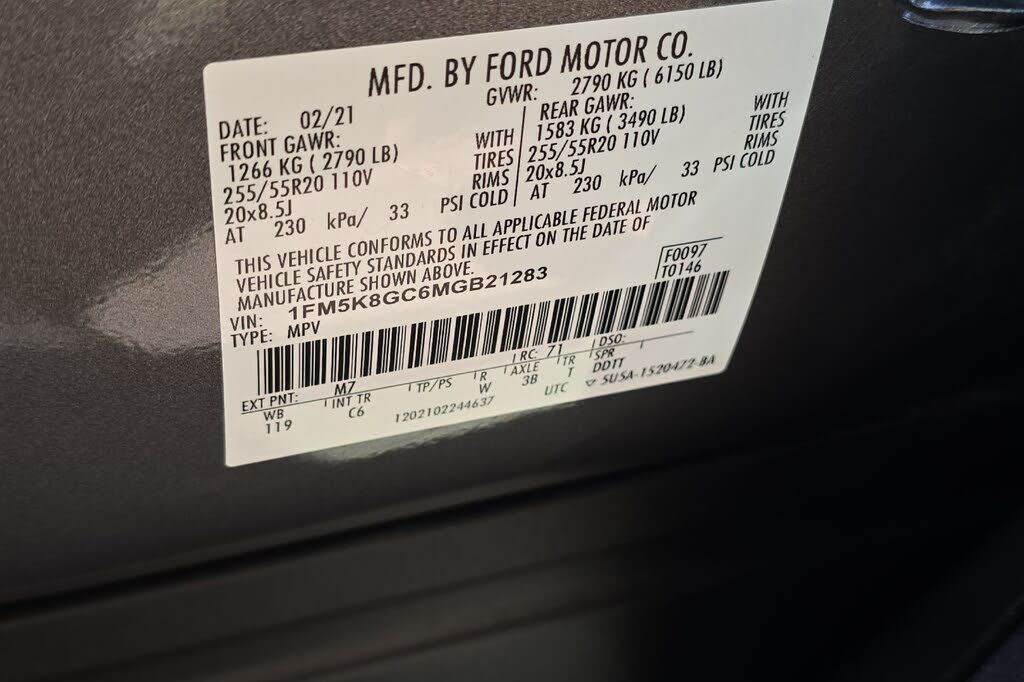 MFD. BY FORD MOTOR CO.
DATE: 02/21 GVWR: 2790 KG ( 6150 LB)
FRONT GAWR: REAR GAWR:
1266 KG ( 2790 LB) WITH 1583 KG ( 3490 LB) WITH
255/55R20 110V TIRES 255/55R20 110V TIRES
20x8.5J RIMS 20x8.5J RIMS
AT 230 kPa/ 33 PSI COLD AT 230 kPa/ 33 PSI COLD
THIS VEHICLE CONFORMS TO ALL APPLICABLE FEDERAL MOTOR
VEHICLE SAFETY STANDARDS IN EFFECT ON THE DATE OF
MANUFACTURE SHOWN ABOVE.
VIN: 1FM5K8GC6MGB21283 F0097
TYPE: MPV T0146
EXT PNT: M7 RC: 71 DSO:
WB INT TR TP/PS R AXLE TR SPR
119 C6 W 3B T DDTT
1202102244637 UTC ▽ 5U5A-1520472-BA